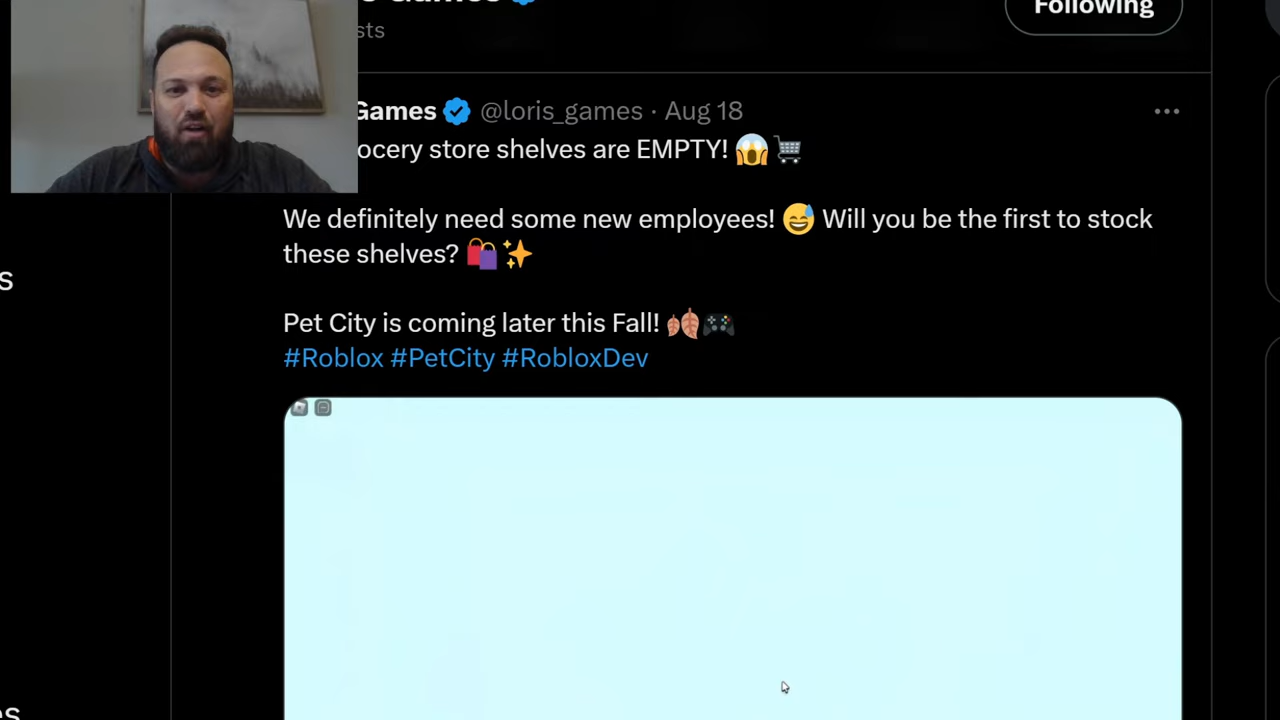 Games
Following
Games @loris_games · Aug 18
store shelves are EMPTY! 😱🛒
We definitely need some new employees! 😅 Will you be the first to stock
these shelves? 🛍️✨
Pet City is coming later this Fall! 🍂🎮
#Roblox #PetCity #RobloxDev